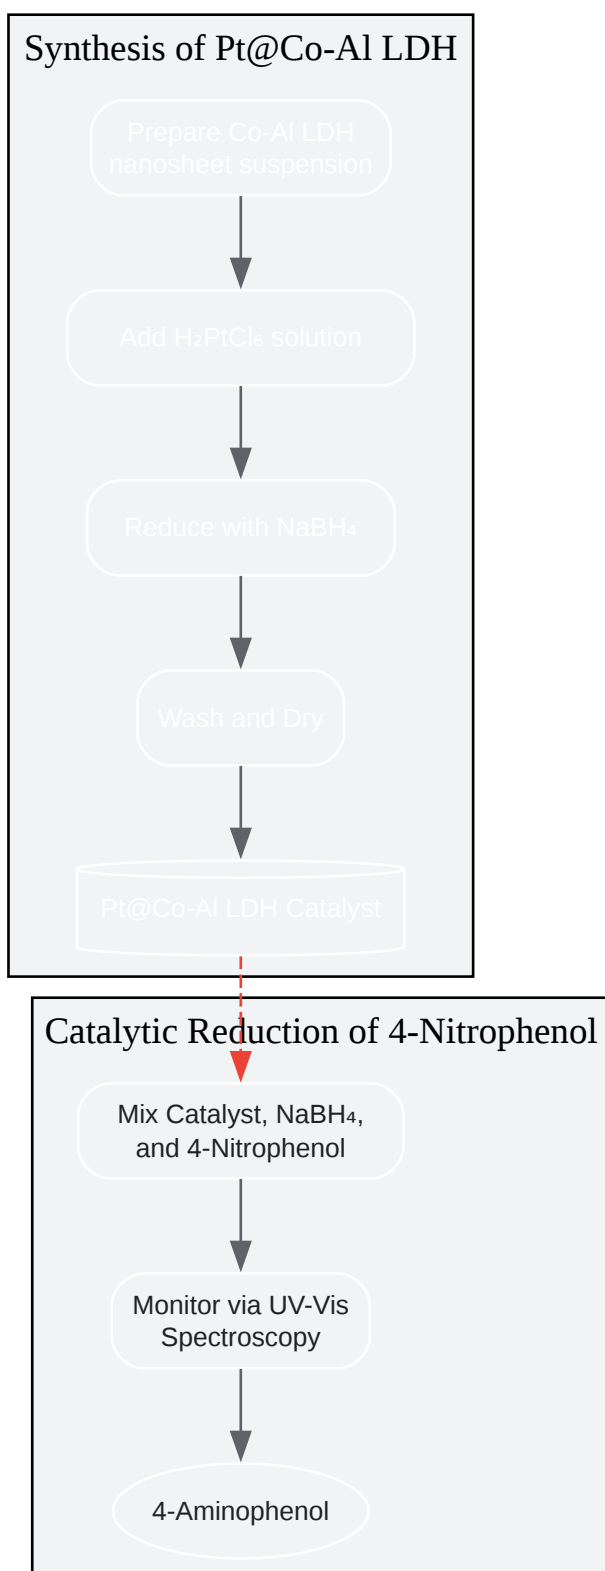 Synthesis of Pt@Co-Al LDH
Prepare Co-Al LDH
nanosheet suspension
Add H₂PtCl₆ solution
Reduce with NaBH₄
Wash and Dry
Pt@Co-Al LDH Catalyst
Catalytic Reduction of 4-Nitrophenol
Mix Catalyst, NaBH₄,
and 4-Nitrophenol
Monitor via UV-Vis
Spectroscopy
4-Aminophenol